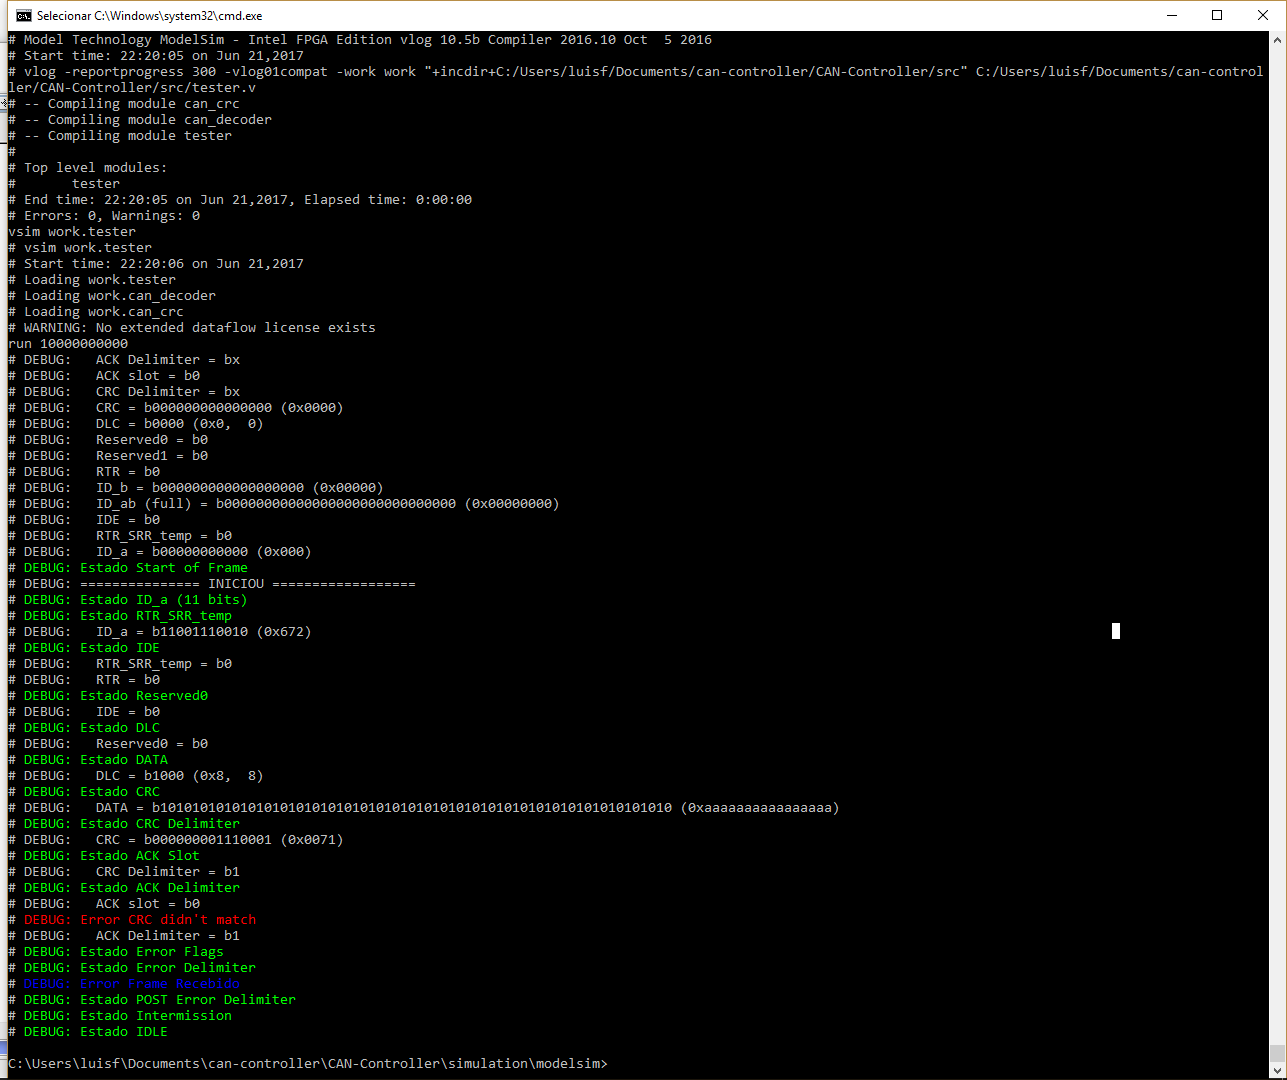 Selecionar C:\Windows\system32\cmd.exe
# Model Technology ModelSim - Intel FPGA Edition vlog 10.5b Compiler 2016.10 Oct  5 2016
# Start time: 22:20:05 on Jun 21,2017
# vlog -reportprogress 300 -vlog01compat -work work "+incdir+C:/Users/luisf/Documents/can-controller/CAN-Controller/src" C:/Users/luisf/Documents/can-control
ler/CAN-Controller/src/tester.v
# -- Compiling module can_crc
# -- Compiling module can_decoder
# -- Compiling module tester
#
# Top level modules:
#       tester
# End time: 22:20:05 on Jun 21,2017, Elapsed time: 0:00:00
# Errors: 0, Warnings: 0
vsim work.tester
# vsim work.tester
# Start time: 22:20:06 on Jun 21,2017
# Loading work.tester
# Loading work.can_decoder
# Loading work.can_crc
# WARNING: No extended dataflow license exists
run 10000000000
# DEBUG:   ACK Delimiter = bx
# DEBUG:   ACK slot = b0
# DEBUG:   CRC Delimiter = bx
# DEBUG:   CRC = b000000000000000 (0x0000)
# DEBUG:   DLC = b0000 (0x0,  0)
# DEBUG:   Reserved0 = b0
# DEBUG:   Reserved1 = b0
# DEBUG:   RTR = b0
# DEBUG:   ID_b = b000000000000000000 (0x00000)
# DEBUG:   ID_ab (full) = b00000000000000000000000000000 (0x00000000)
# DEBUG:   IDE = b0
# DEBUG:   RTR_SRR_temp = b0
# DEBUG:   ID_a = b00000000000 (0x000)
# DEBUG: Estado Start of Frame
# DEBUG: =============== INICIOU ==================
# DEBUG: Estado ID_a (11 bits)
# DEBUG: Estado RTR_SRR_temp
# DEBUG:   ID_a = b11001110010 (0x672)
# DEBUG: Estado IDE
# DEBUG:   RTR_SRR_temp = b0
# DEBUG:   RTR = b0
# DEBUG: Estado Reserved0
# DEBUG:   IDE = b0
# DEBUG: Estado DLC
# DEBUG:   Reserved0 = b0
# DEBUG: Estado DATA
# DEBUG:   DLC = b1000 (0x8,  8)
# DEBUG: Estado CRC
# DEBUG:   DATA = b1010101010101010101010101010101010101010101010101010101010101010 (0xaaaaaaaaaaaaaaaa)
# DEBUG: Estado CRC Delimiter
# DEBUG:   CRC = b000000001110001 (0x0071)
# DEBUG: Estado ACK Slot
# DEBUG:   CRC Delimiter = b1
# DEBUG: Estado ACK Delimiter
# DEBUG:   ACK slot = b0
# DEBUG: Error CRC didn't match
# DEBUG:   ACK Delimiter = b1
# DEBUG: Estado Error Flags
# DEBUG: Estado Error Delimiter
# DEBUG: Error Frame Recebido
# DEBUG: Estado POST Error Delimiter
# DEBUG: Estado Intermission
# DEBUG: Estado IDLE
C:\Users\luisf\Documents\can-controller\CAN-Controller\simulation\modelsim>